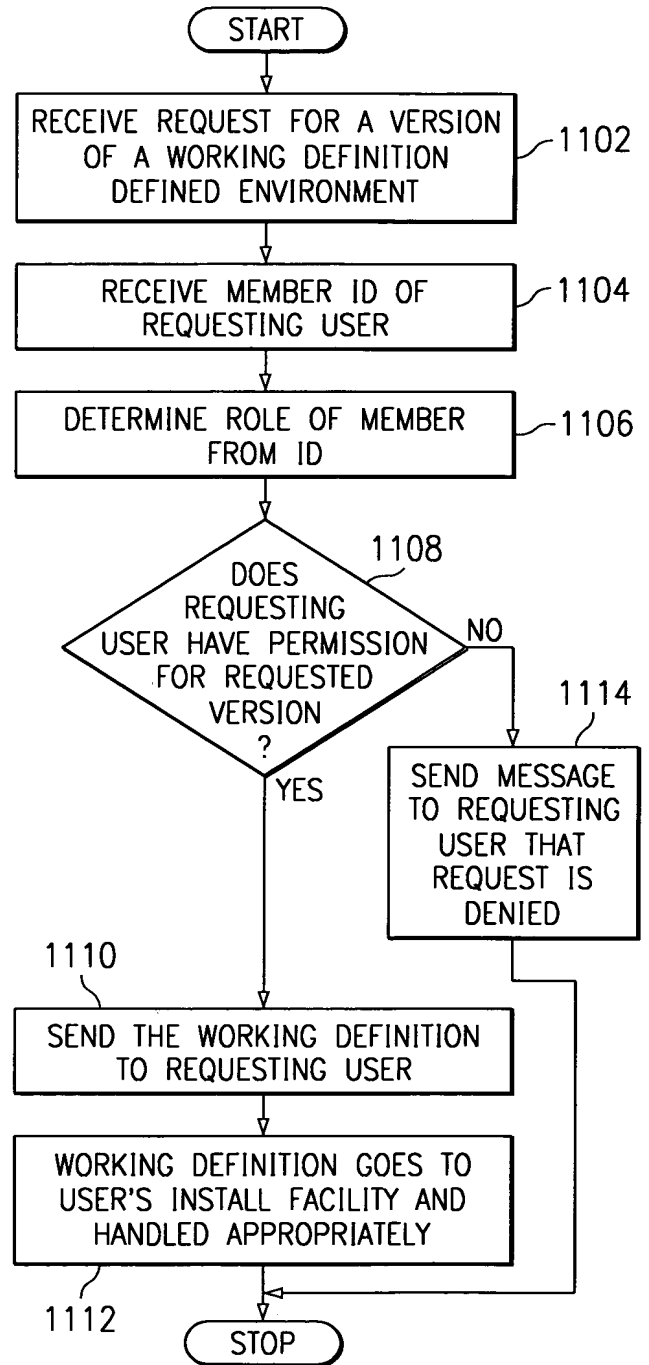 START
RECEIVE REQUEST FOR A VERSION
OF A WORKING DEFINITION
DEFINED ENVIRONMENT
1102
RECEIVE MEMBER ID OF
REQUESTING USER
1104
DETERMINE ROLE OF MEMBER
FROM ID
1106
1108
DOES
REQUESTING
USER HAVE PERMISSION
FOR REQUESTED
VERSION
?
NO
YES
1114
SEND MESSAGE
TO REQUESTING
USER THAT
REQUEST IS
DENIED
1110
SEND THE WORKING DEFINITION
TO REQUESTING USER
WORKING DEFINITION GOES TO
USER'S INSTALL FACILITY AND
HANDLED APPROPRIATELY
1112
STOP